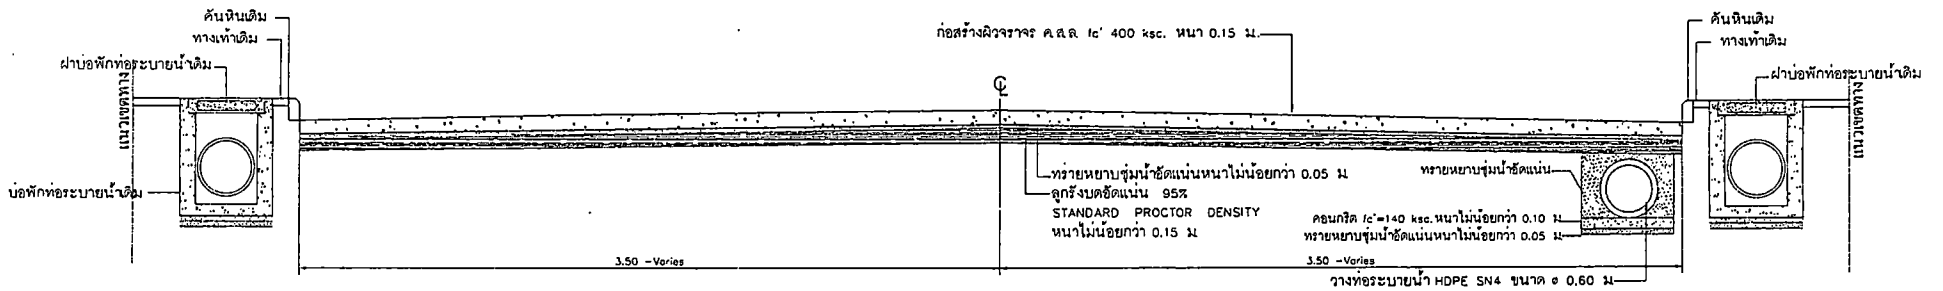 คันหินเดิม
ทางเท้าเดิม
ฝาบ่อพักท่อระบายน้ำเดิม
แนวเขตทาง
บ่อพักท่อระบายน้ำเดิม
ก่อสร้างผิวจราจร ค.ส.ล. fc' 400 ksc. หนา 0.15 ม.
CL
คันหินเดิม
ทางเท้าเดิม
ฝาบ่อพักท่อระบายน้ำเดิม
แนวเขตทาง
ทรายหยาบชุ่มน้ำอัดแน่นหนาไม่น้อยกว่า 0.05 ม
ลูกรังบดอัดแน่น 95%
STANDARD PROCTOR DENSITY
หนาไม่น้อยกว่า 0.15 ม
ทรายหยาบชุ่มน้ำอัดแน่น
คอนกรีต fc'=140 ksc.หนาไม่น้อยกว่า 0.10 ม
ทรายหยาบชุ่มน้ำอัดแน่นหนาไม่น้อยกว่า 0.05 ม
3.50 -Varies
3.50 -Varies
วางท่อระบายน้ำ HDPE SN4 ขนาด ø 0.60 ม